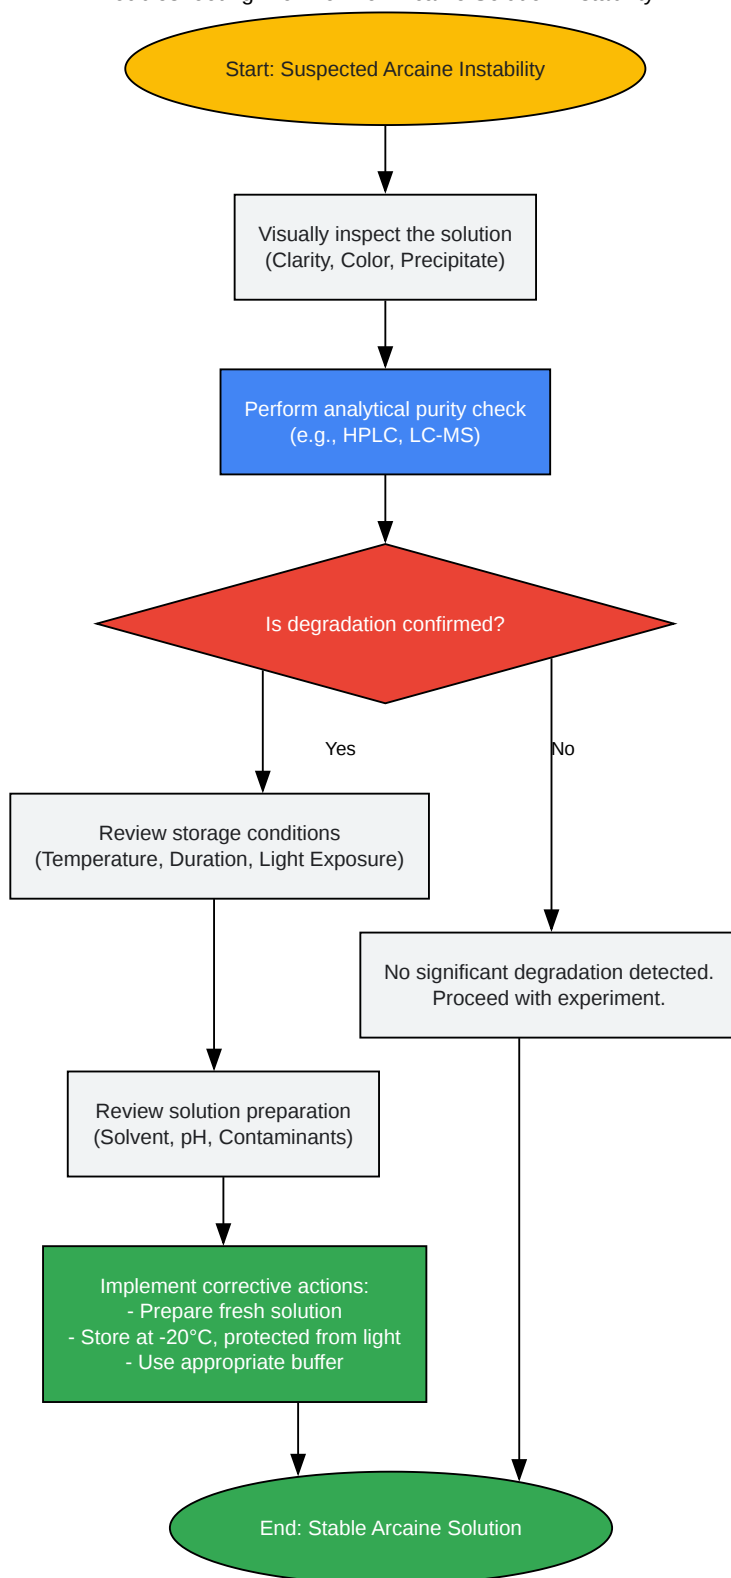 Start: Suspected Arcaine Instability
Visually inspect the solution
(Clarity, Color, Precipitate)
Perform analytical purity check
(e.g., HPLC, LC-MS)
Is degradation confirmed?
Yes
No
Review storage conditions
(Temperature, Duration, Light Exposure)
No significant degradation detected.
Proceed with experiment.
Review solution preparation
(Solvent, pH, Contaminants)
Implement corrective actions:
- Prepare fresh solution
- Store at -20°C, protected from light
- Use appropriate buffer
End: Stable Arcaine Solution